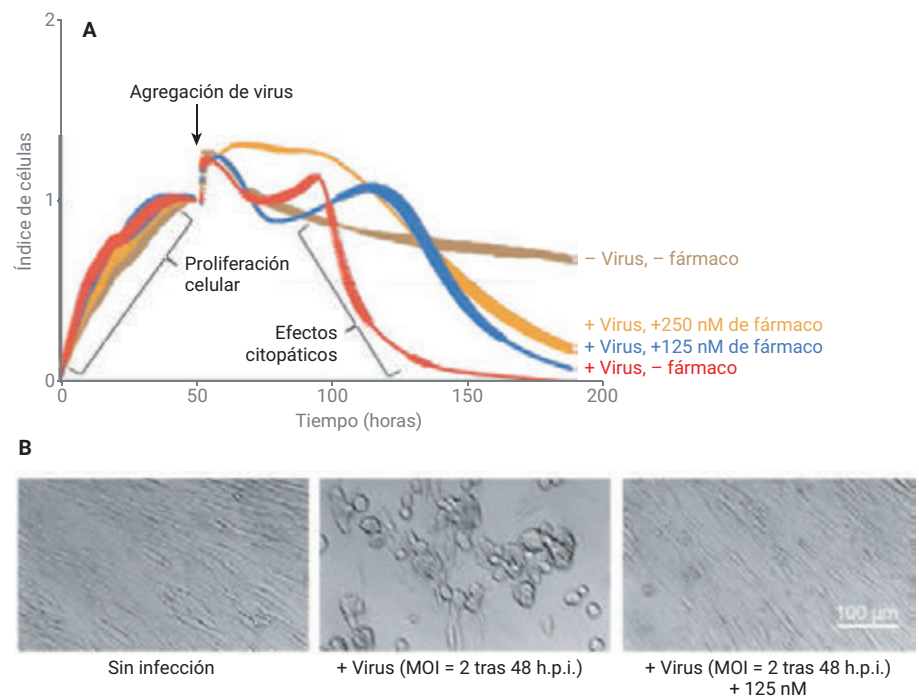 A
2
Agregación de virus
Índice de células
1
Proliferación
celular
– Virus, – fármaco
Efectos
citopáticos
+ Virus, +250 nM de fármaco
+ Virus, +125 nM de fármaco
+ Virus, – fármaco
0
0 50 100 150 200
Tiempo (horas)
B
100 µm
Sin infección
+ Virus (MOI = 2 tras 48 h.p.i.)
+ Virus (MOI = 2 tras 48 h.p.i.)
+ 125 nM